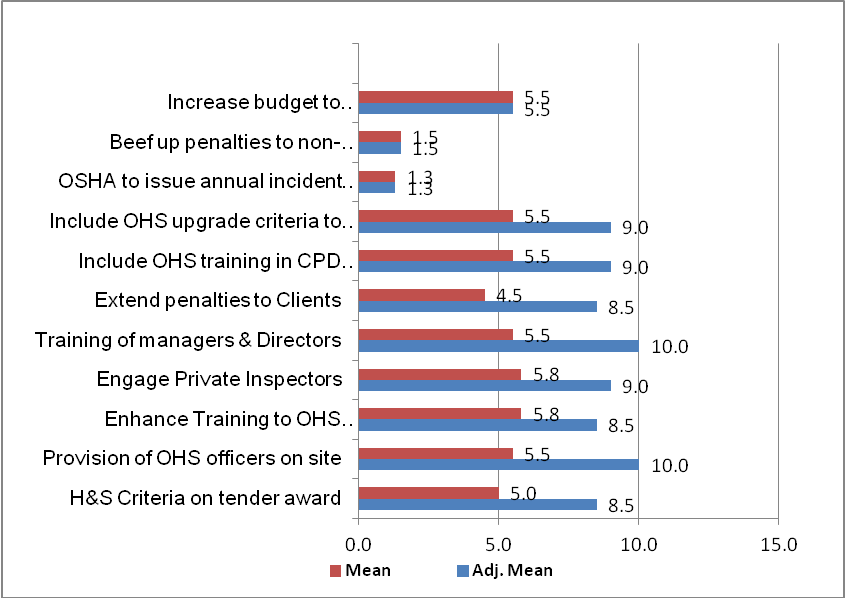 Increase budget to.. 5.5 5.5
Beef up penalties to non-.. 1.5 1.5
OSHA to issue annual incident.. 1.3 1.3
Include OHS upgrade criteria to.. 5.5 9.0
Include OHS training in CPD.. 5.5 9.0
Extend penalties to Clients 4.5 8.5
Training of managers & Directors 5.5 10.0
Engage Private Inspectors 5.8 9.0
Enhance Training to OHS.. 5.8 8.5
Provision of OHS officers on site 5.5 10.0
H&S Criteria on tender award 5.0 8.5
0.0 5.0 10.0 15.0
Mean Adj. Mean